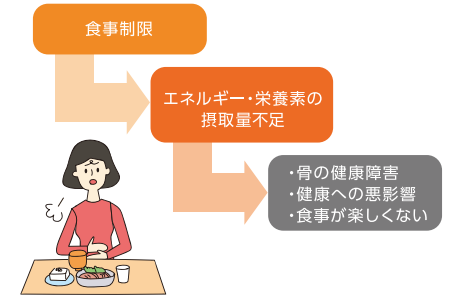 食事制限
エネルギー・栄養素の
摂取量不足
・骨の健康障害
・健康への悪影響
・食事が楽しくない